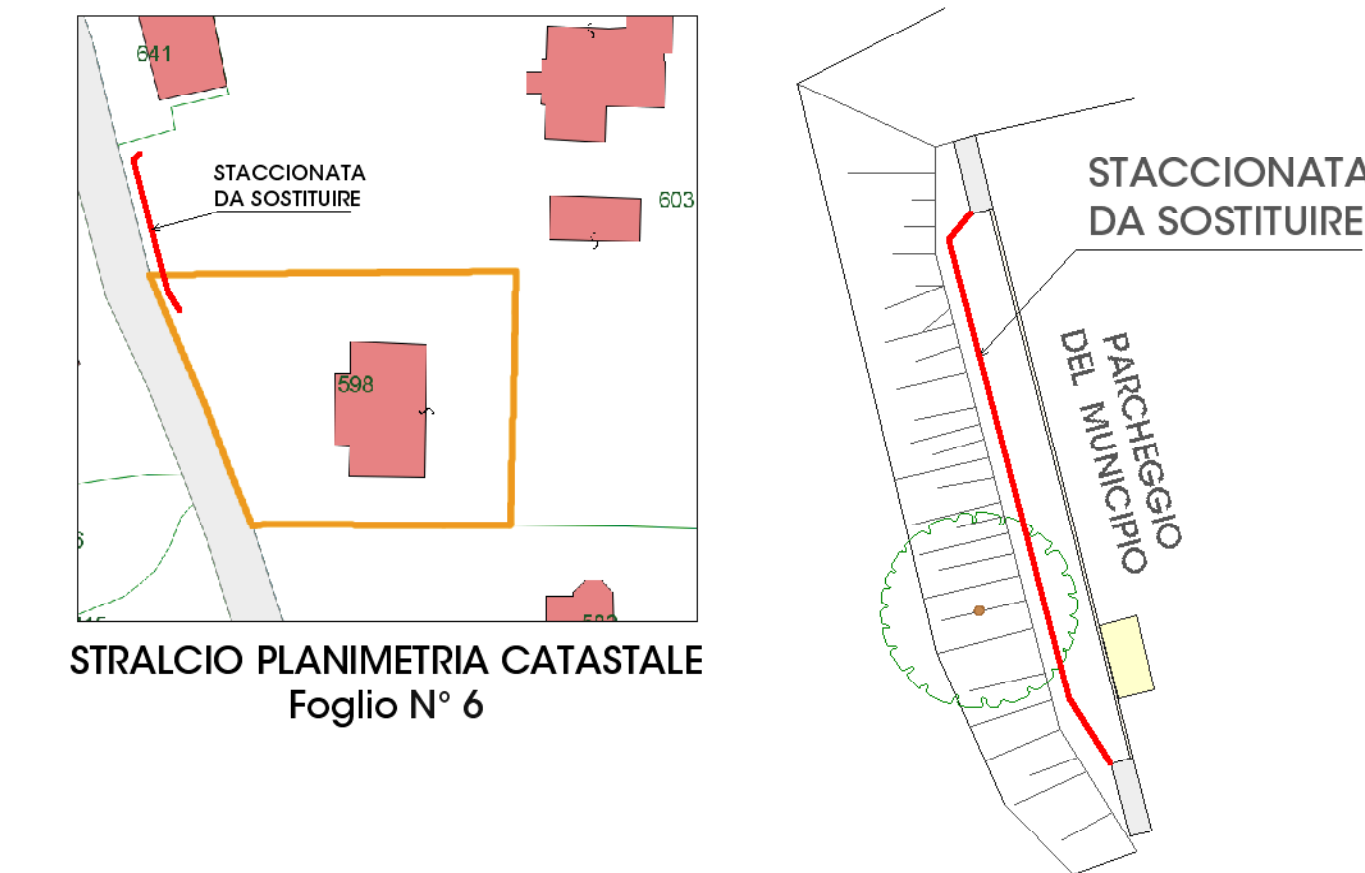 641
STACCIONATA
DA SOSTITUIRE
603
598
STRALCIO PLANIMETRIA CATASTALE
Foglio N° 6
STACCIONATA
DA SOSTITUIRE
PARCHEGGIO
DEL MUNICIPIO